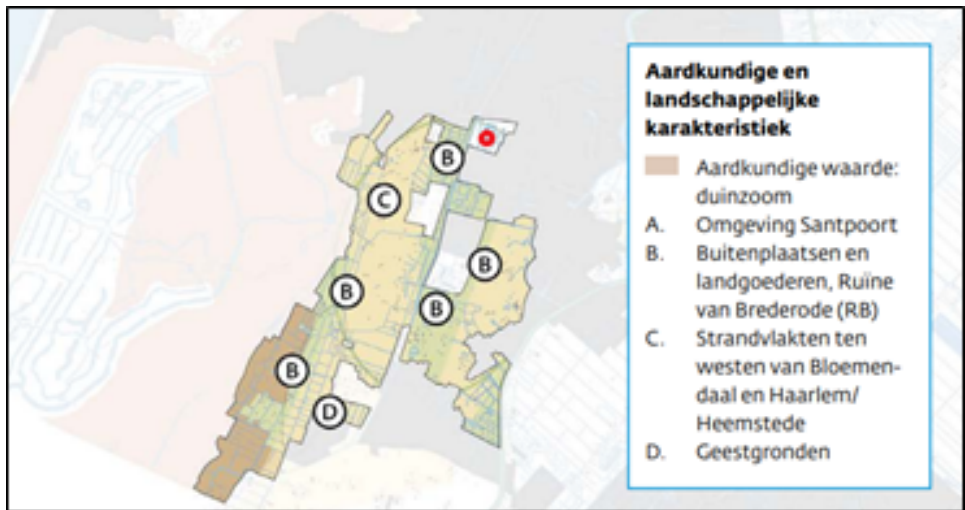 Aardkundige en
landschappelijke
karakteristiek
Aardkundige waarde:
duinzoom
A. Omgeving Santpoort
B. Buitenplaatsen en
landgoederen, Ruïne
van Brederode (RB)
C. Strandvlakten ten
westen van Bloemen-
daal en Haarlem/
Heemstede
D. Geestgronden
B
C
B
B
B
B
D